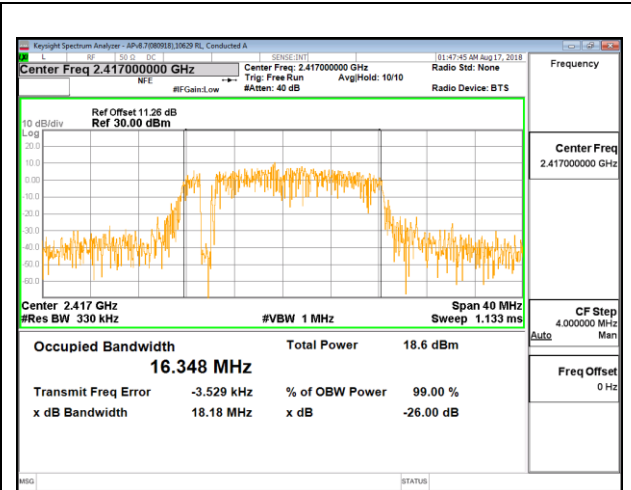 Keysight Spectrum Analyzer - APv8.7(080918),10629 RL, Conducted A
L RF 50 Ω DC SENSE:INT 01:47:45 AM Aug 17, 2018
Center Freq 2.417000000 GHz
NFE
#IFGain:Low
Center Freq: 2.417000000 GHz
Trig: Free Run Avg|Hold: 10/10
#Atten: 40 dB
Radio Std: None
Radio Device: BTS
Frequency
Ref Offset 11.26 dB
10 dB/div Ref 30.00 dBm
Log
20.0
10.0
0.00
-10.0
-20.0
-30.0
-40.0
-50.0
-60.0
Center 2.417 GHz Span 40 MHz
#Res BW 330 kHz #VBW 1 MHz Sweep 1.133 ms
Occupied Bandwidth Total Power 18.6 dBm
16.348 MHz
Transmit Freq Error -3.529 kHz % of OBW Power 99.00 %
x dB Bandwidth 18.18 MHz x dB -26.00 dB
Center Freq
2.417000000 GHz
CF Step
4.000000 MHz
Auto Man
Freq Offset
0 Hz
MSG STATUS